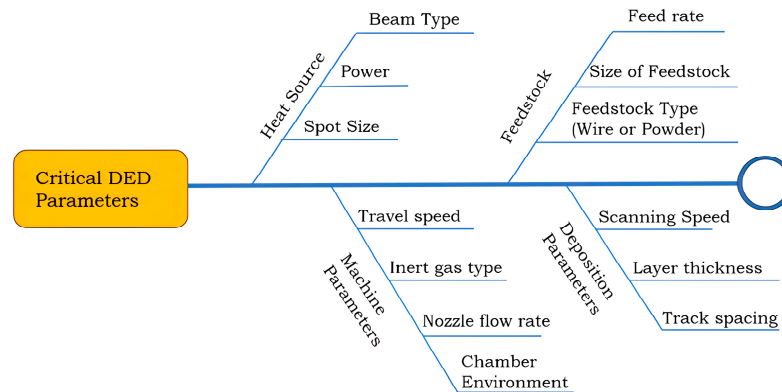 Critical DED
Parameters
Heat Source
Beam Type
Power
Spot Size
Feedstock
Feed rate
Size of Feedstock
Feedstock Type
(Wire or Powder)
Machine
Parameters
Travel speed
Inert gas type
Nozzle flow rate
Chamber
Environment
Deposition
Parameters
Scanning Speed
Layer thickness
Track spacing